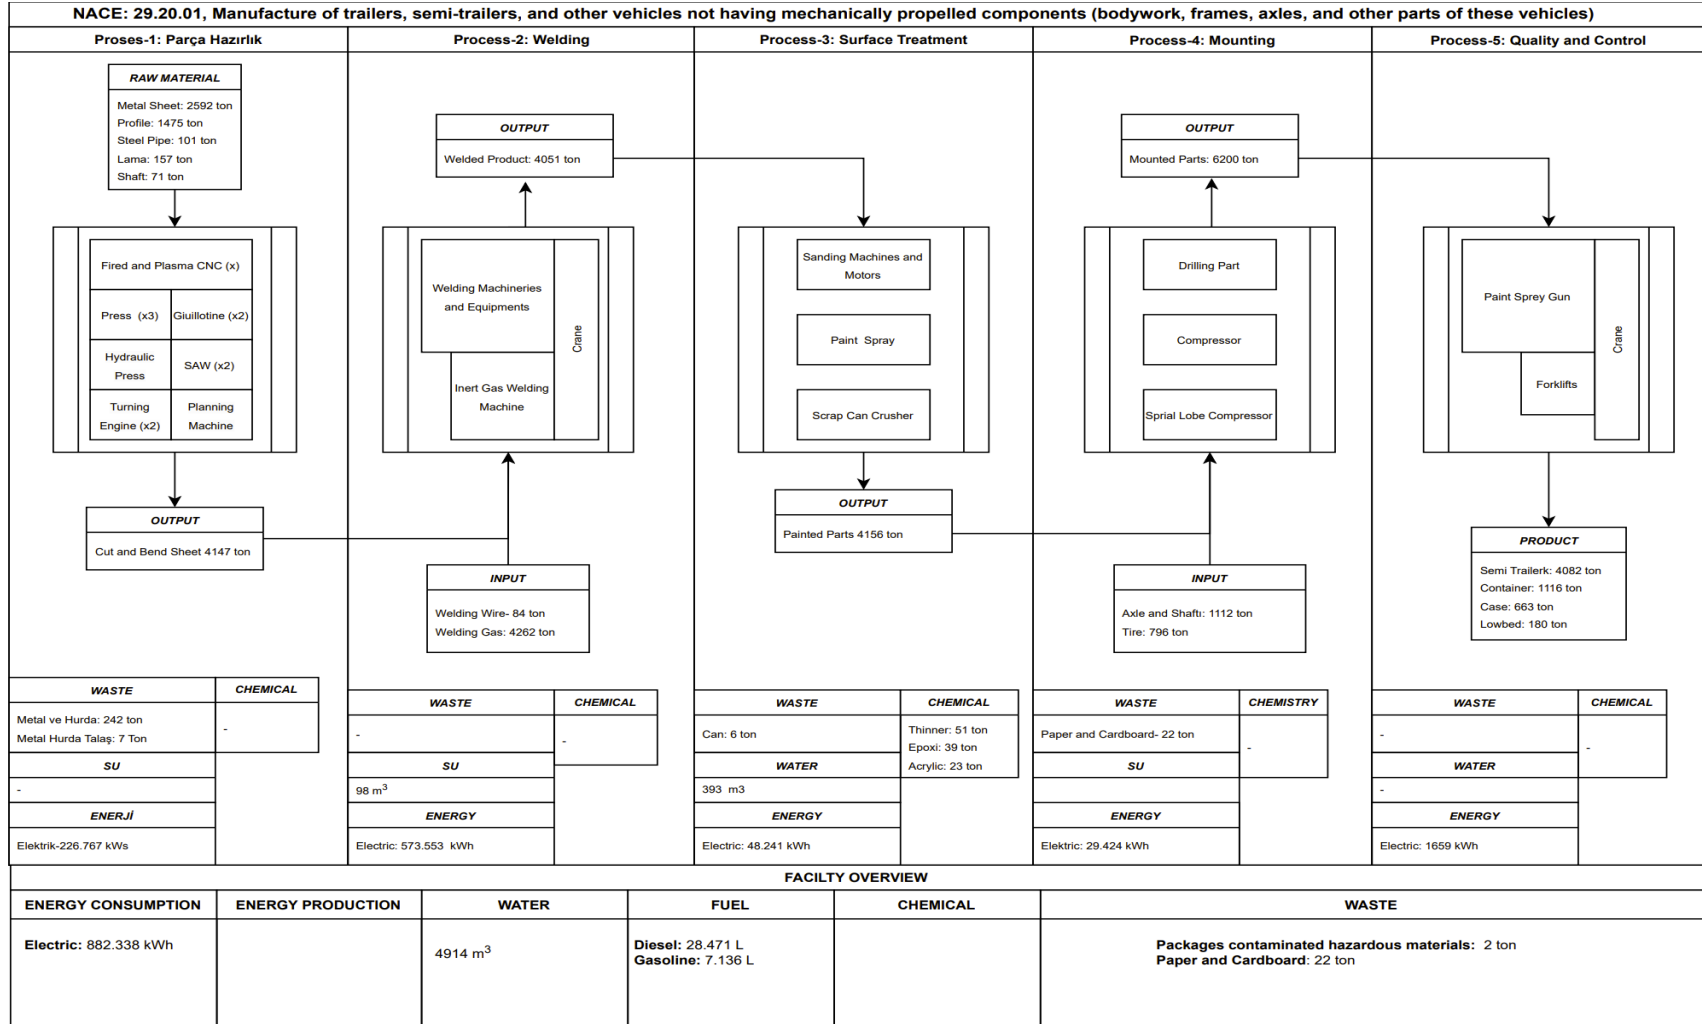 NACE: 29.20.01, Manufacture of trailers, semi-trailers, and other vehicles not having mechanically propelled components (bodywork, frames, axles, and other parts of these vehicles)
Proses-1: Parça Hazırlık
RAW MATERIAL
Metal Sheet: 2592 ton
Profile: 1475 ton
Steel Pipe: 101 ton
Lama: 157 ton
Shaft: 71 ton
Fired and Plasma CNC (x)
Press (x3)
Giuillotine (x2)
Hydraulic
Press
SAW (x2)
Turning
Engine (x2)
Planning
Machine
OUTPUT
Cut and Bend Sheet 4147 ton
WASTE
CHEMICAL
Metal ve Hurda: 242 ton
Metal Hurda Talaş: 7 Ton
-
SU
-
ENERJİ
Elektrik-226.767 kWs
Process-2: Welding
OUTPUT
Welded Product: 4051 ton
Welding Machineries
and Equipments
Crane
Inert Gas Welding
Machine
INPUT
Welding Wire- 84 ton
Welding Gas: 4262 ton
WASTE
CHEMICAL
-
-
SU
98 m³
ENERGY
Electric: 573.553 kWh
Process-3: Surface Treatment
Sanding Machines and
Motors
Paint Spray
Scrap Can Crusher
OUTPUT
Painted Parts 4156 ton
WASTE
CHEMICAL
Can: 6 ton
Thinner: 51 ton
Epoxi: 39 ton
Acrylic: 23 ton
WATER
393 m3
ENERGY
Electric: 48.241 kWh
Process-4: Mounting
OUTPUT
Mounted Parts: 6200 ton
Drilling Part
Compressor
Sprial Lobe Compressor
INPUT
Axle and Shaftı: 1112 ton
Tire: 796 ton
WASTE
CHEMISTRY
Paper and Cardboard- 22 ton
-
SU
ENERGY
Elektric: 29.424 kWh
Process-5: Quality and Control
Paint Sprey Gun
Crane
Forklifts
PRODUCT
Semi Trailerk: 4082 ton
Container: 1116 ton
Case: 663 ton
Lowbed: 180 ton
WASTE
CHEMICAL
-
-
WATER
-
ENERGY
Electric: 1659 kWh
FACILTY OVERVIEW
ENERGY CONSUMPTION
ENERGY PRODUCTION
WATER
FUEL
CHEMICAL
WASTE
Electric: 882.338 kWh
4914 m³
Diesel: 28.471 L
Gasoline: 7.136 L
Packages contaminated hazardous materials: 2 ton
Paper and Cardboard: 22 ton